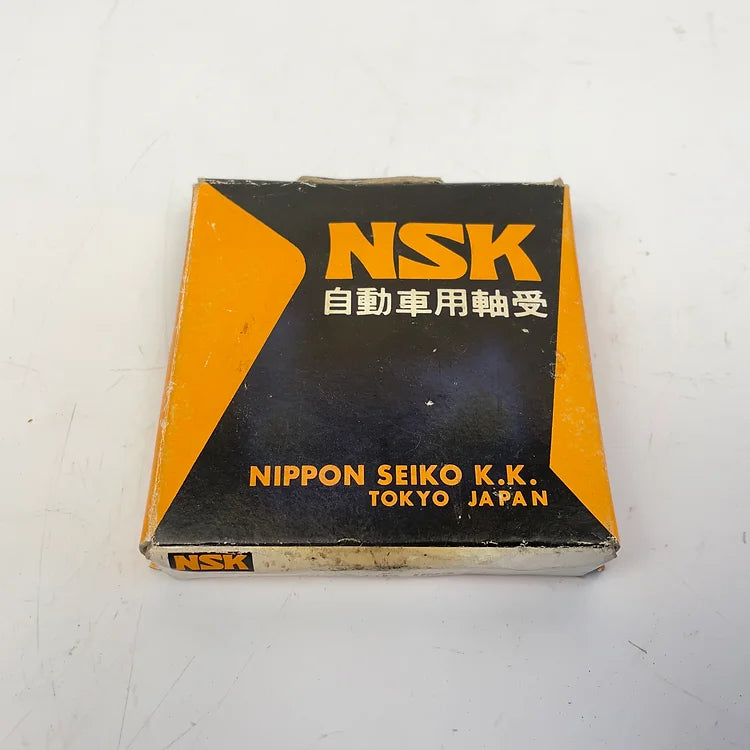 NSK
自動車用軸受
NIPPON SEIKO K.K.
TOKYO JAPAN
NSK